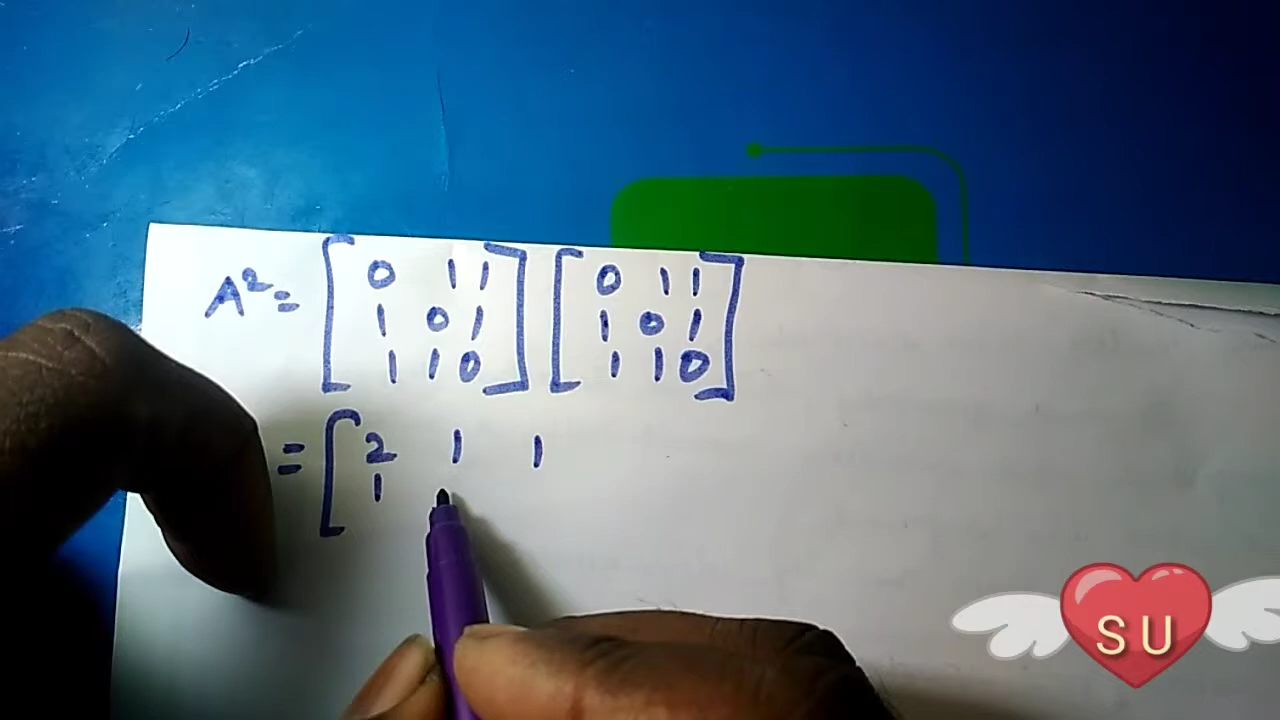 A² = [0 1 1] [0 1 1]
1 0 1 1 0 1
1 1 0 1 1 0
= [2 1 1
1
SU